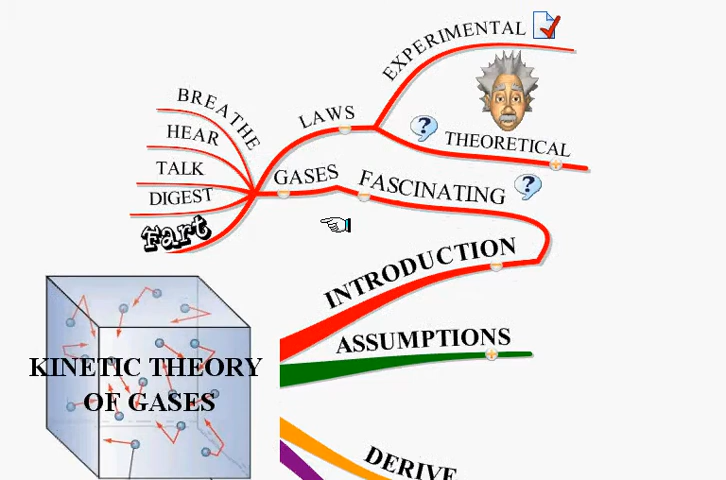 EXPERIMENTAL
BREATHE
LAWS
HEAR
THEORETICAL
TALK
GASES
FASCINATING
DIGEST
Fart
INTRODUCTION
ASSUMPTIONS
KINETIC THEORY
OF GASES
DERIVE